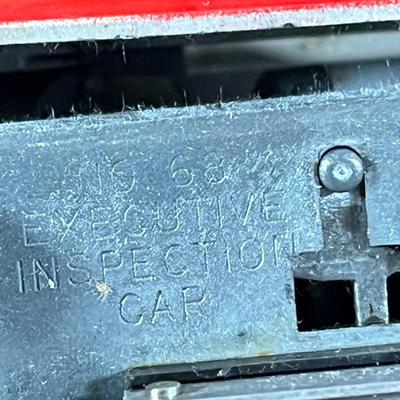 NO 68
EXECUTIVE
INSPECTION
CAR